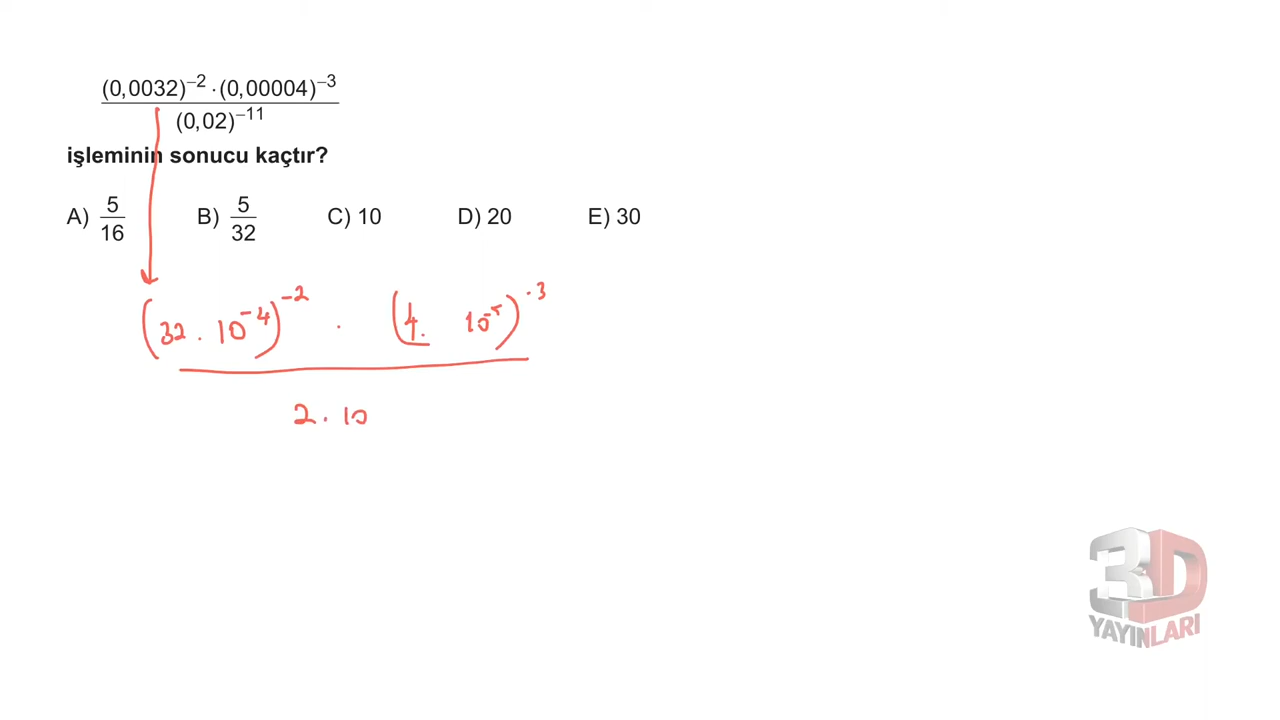 (0,0032)⁻² · (0,00004)⁻³
(0,02)⁻¹¹
işleminin sonucu kaçtır?
A) 5/16 B) 5/32 C) 10 D) 20 E) 30
(32 . 10⁻⁴)⁻² . (4 . 10⁻⁵)⁻³
2 . 10
3D
YAYINLARI